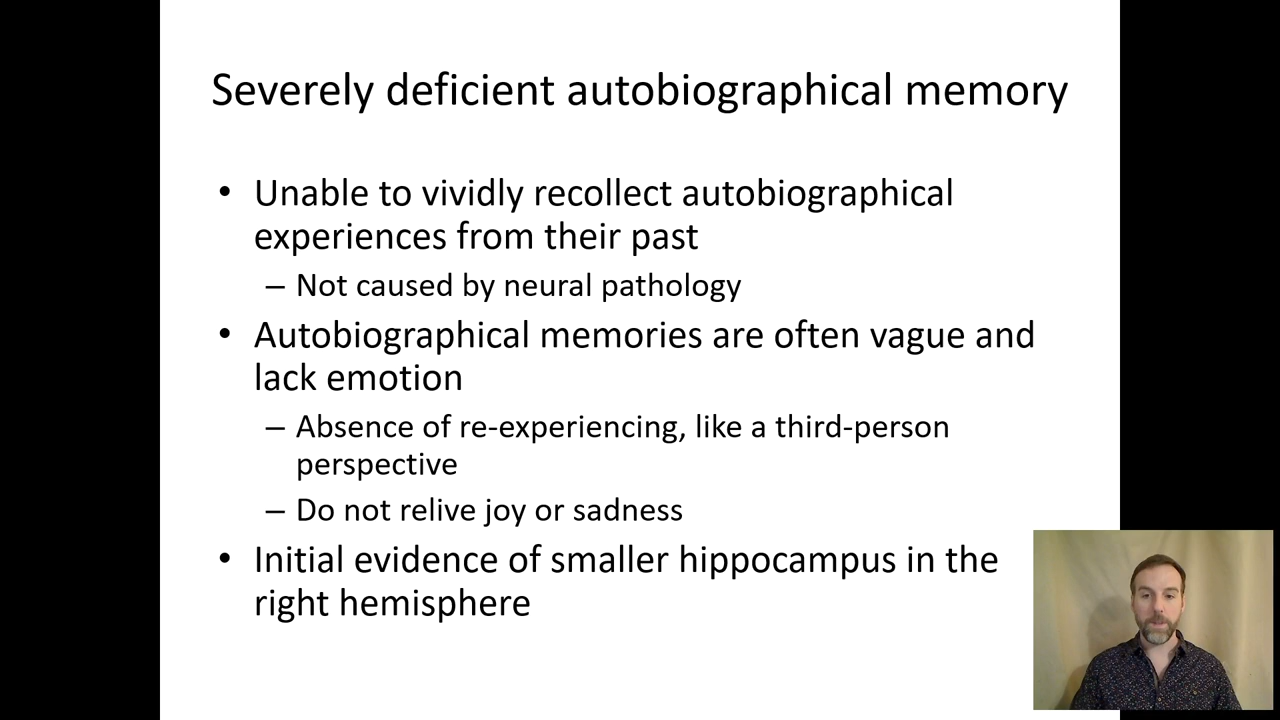 Severely deficient autobiographical memory
• Unable to vividly recollect autobiographical
experiences from their past
– Not caused by neural pathology
• Autobiographical memories are often vague and
lack emotion
– Absence of re-experiencing, like a third-person
perspective
– Do not relive joy or sadness
• Initial evidence of smaller hippocampus in the
right hemisphere